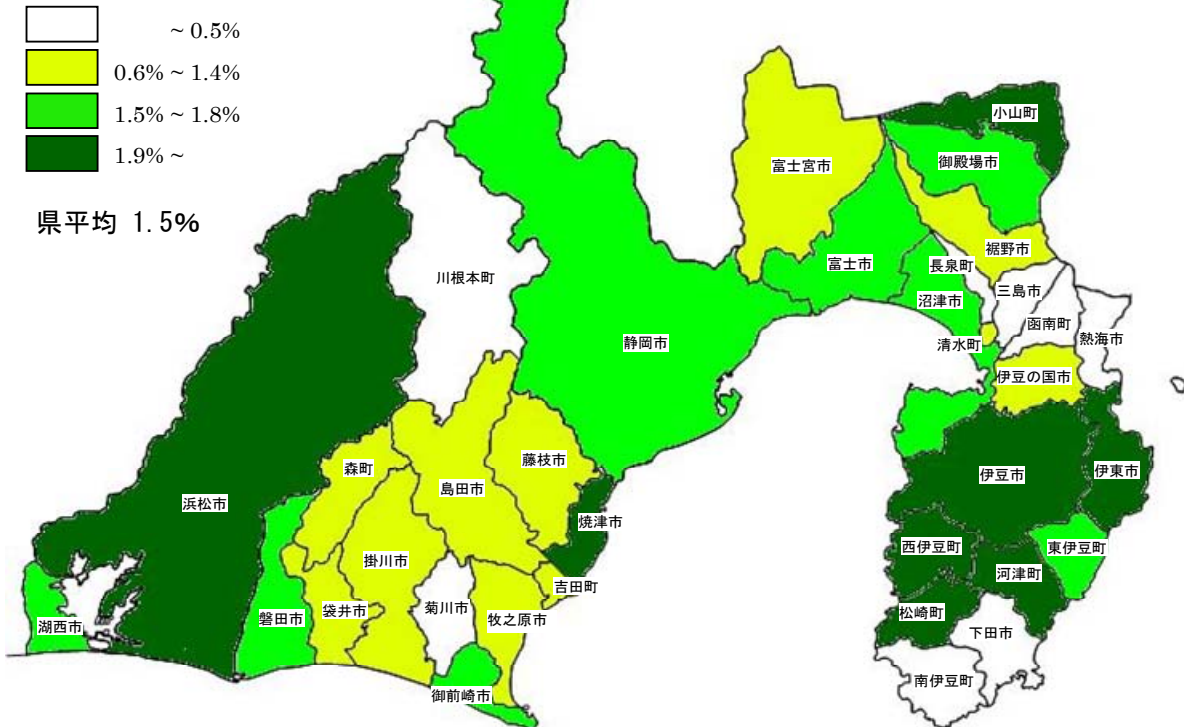 ~ 0.5%
0.6% ~ 1.4%
1.5% ~ 1.8%
1.9% ~
県平均 1.5%
小山町
御殿場市
富士宮市
裾野市
富士市
長泉町
三島市
沼津市
函南町
熱海市
清水町
伊豆の国市
川根本町
静岡市
藤枝市
森町
島田市
浜松市
焼津市
伊豆市
伊東市
掛川市
西伊豆町
東伊豆町
河津町
吉田町
菊川市
牧之原市
袋井市
磐田市
湖西市
松崎町
下田市
南伊豆町
御前崎市